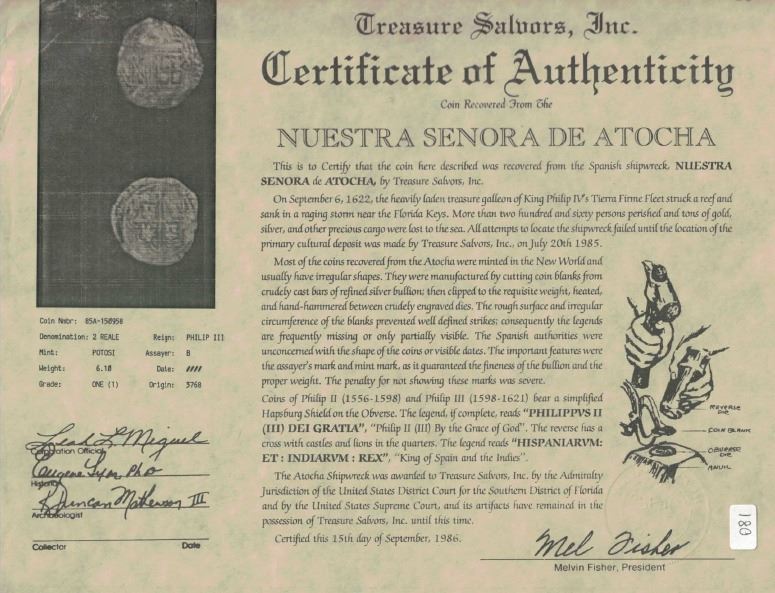 Treasure Salvors, Inc.
Certificate of Authenticity
Coin Recovered From The
NUESTRA SENORA DE ATOCHA
This is to Certify that the coin here described was recovered from the Spanish shipwreck, NUESTRA
SENORA de ATOCHA, by Treasure Salvors, Inc.
On September 6, 1622, the heavily laden treasure galleon of King Philip IV's Tierra Firme Fleet struck a reef and
sank in a raging storm near the Florida Keys. More than two hundred and sixty persons perished and tons of gold,
silver, and other precious cargo were lost to the sea. All attempts to locate the shipwreck failed until the location of the
primary cultural deposit was made by Treasure Salvors, Inc., on July 20th 1985.
Most of the coins recovered from the Atocha were minted in the New World and
usually have irregular shapes. They were manufactured by cutting coin blanks from
crudely cast bars of refined silver bullion; then clipped to the requisite weight, heated,
and hand-hammered between crudely engraved dies. The rough surface and irregular
circumference of the blanks prevented well defined strikes; consequently the legends
are frequently missing or only partially visible. The Spanish authorities were
unconcerned with the shape of the coins or visible dates. The important features were
the assayer's mark and mint mark, as it guaranteed the fineness of the bullion and the
proper weight. The penalty for not showing these marks was severe.
Coins of Philip II (1556-1598) and Philip III (1598-1621) bear a simplified
Hapsburg Shield on the Obverse. The legend, if complete, reads "PHILIPPVS II
(III) DEI GRATIA", "Philip II (III) By the Grace of God". The reverse has a
cross with castles and lions in the quarters. The legend reads "HISPANIARVM:
ET : INDIARVM : REX", "King of Spain and the Indies".
The Atocha Shipwreck was awarded to Treasure Salvors, Inc. by the Admiralty
Jurisdiction of the United States District Court for the Southern District of Florida
and by the United States Supreme Court, and its artifacts have remained in the
possession of Treasure Salvors, Inc. until this time.
Certified this 15th day of September, 1986.
Mel Fisher
Melvin Fisher, President
REVERSE DIE
COIN BLANK
OBVERSE DIE
ANVIL
180
Coin Nmbr: 85A-150958
Denomination: 2 REALE Reign: PHILIP III
Mint: POTOSI Assayer: B
Weight: 6.10 Date: ////
Grade: ONE (1) Origin: 3768
Leah L Miguel
Corporation Official
Eugene Lyon PhD
Historian
R Duncan Mathewson III
Archaeologist
Collector Date